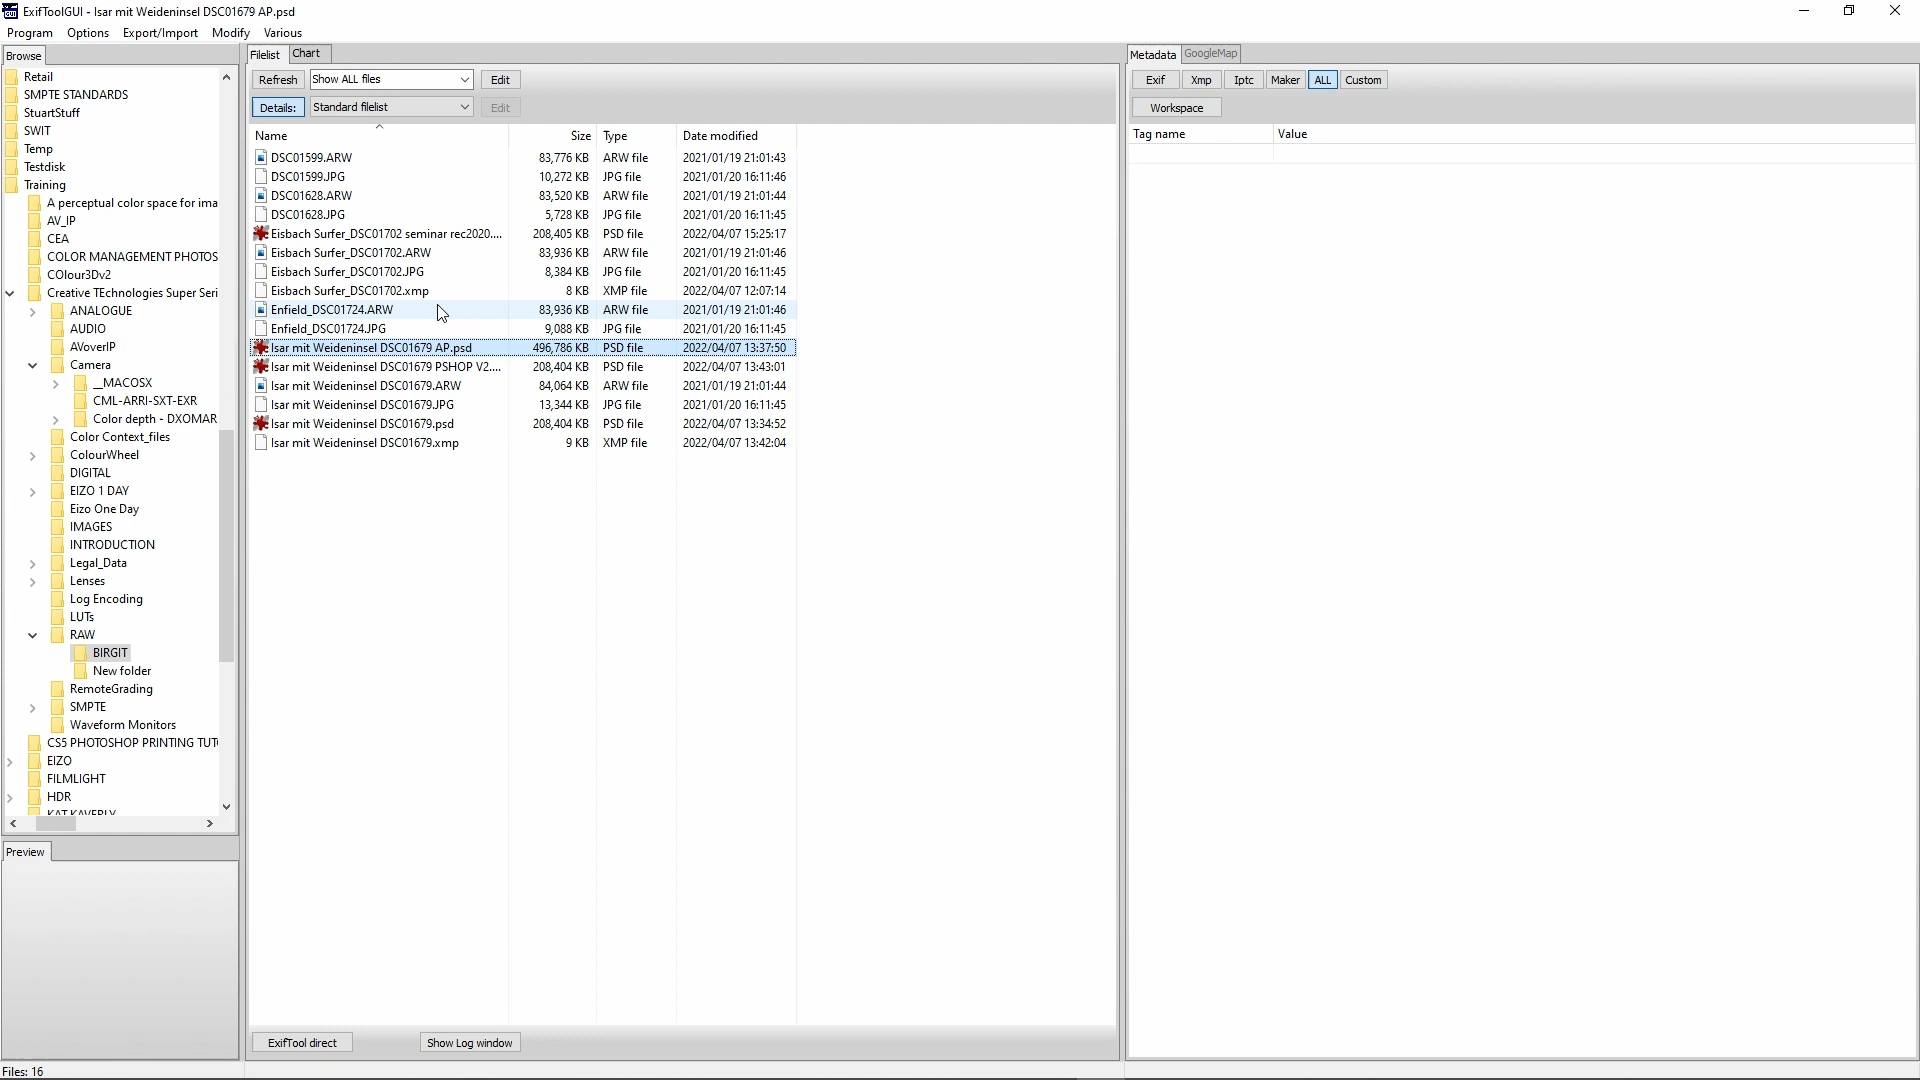 ExifToolGUI - Isar mit Weideninsel DSC01679 AP.psd
Program Options Export/Import Modify Various
Browse
Retail
SMPTE STANDARDS
StuartStuff
SWIT
Temp
Testdisk
Training
A perceptual color space for ima
AV_IP
CEA
COLOR MANAGEMENT PHOTOS
COlour3Dv2
Creative TEchnologies Super Seri
ANALOGUE
AUDIO
AVoverIP
Camera
__MACOSX
CML-ARRI-SXT-EXR
Color depth - DXOMAR
Color Context_files
ColourWheel
DIGITAL
EIZO 1 DAY
Eizo One Day
IMAGES
INTRODUCTION
Legal_Data
Lenses
Log Encoding
LUTs
RAW
BIRGIT
New folder
RemoteGrading
SMPTE
Waveform Monitors
CS5 PHOTOSHOP PRINTING TUT
EIZO
FILMLIGHT
HDR
KAT KAVERLY
Preview
Files: 16
Filelist Chart
Refresh Show ALL files Edit
Details: Standard filelist Edit
Name Size Type Date modified
DSC01599.ARW 83,776 KB ARW file 2021/01/19 21:01:43
DSC01599.JPG 10,272 KB JPG file 2021/01/20 16:11:46
DSC01628.ARW 83,520 KB ARW file 2021/01/19 21:01:44
DSC01628.JPG 5,728 KB JPG file 2021/01/20 16:11:45
Eisbach Surfer_DSC01702 seminar rec2020.... 208,405 KB PSD file 2022/04/07 15:25:17
Eisbach Surfer_DSC01702.ARW 83,936 KB ARW file 2021/01/19 21:01:46
Eisbach Surfer_DSC01702.JPG 8,384 KB JPG file 2021/01/20 16:11:45
Eisbach Surfer_DSC01702.xmp 8 KB XMP file 2022/04/07 12:07:14
Enfield_DSC01724.ARW 83,936 KB ARW file 2021/01/19 21:01:46
Enfield_DSC01724.JPG 9,088 KB JPG file 2021/01/20 16:11:45
Isar mit Weideninsel DSC01679 AP.psd 496,786 KB PSD file 2022/04/07 13:37:50
Isar mit Weideninsel DSC01679 PSHOP V2.... 208,404 KB PSD file 2022/04/07 13:43:01
Isar mit Weideninsel DSC01679.ARW 84,064 KB ARW file 2021/01/19 21:01:44
Isar mit Weideninsel DSC01679.JPG 13,344 KB JPG file 2021/01/20 16:11:45
Isar mit Weideninsel DSC01679.psd 208,404 KB PSD file 2022/04/07 13:34:52
Isar mit Weideninsel DSC01679.xmp 9 KB XMP file 2022/04/07 13:42:04
ExifTool direct Show Log window
Metadata GoogleMap
Exif Xmp Iptc Maker ALL Custom
Workspace
Tag name Value